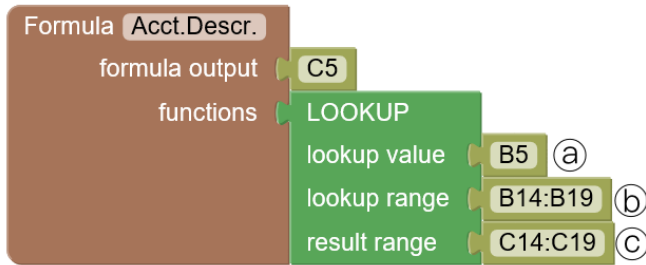 Formula Acct.Descr.
formula output C5
functions LOOKUP
lookup value B5 ⓐ
lookup range B14:B19 ⓑ
result range C14:C19 ⓒ